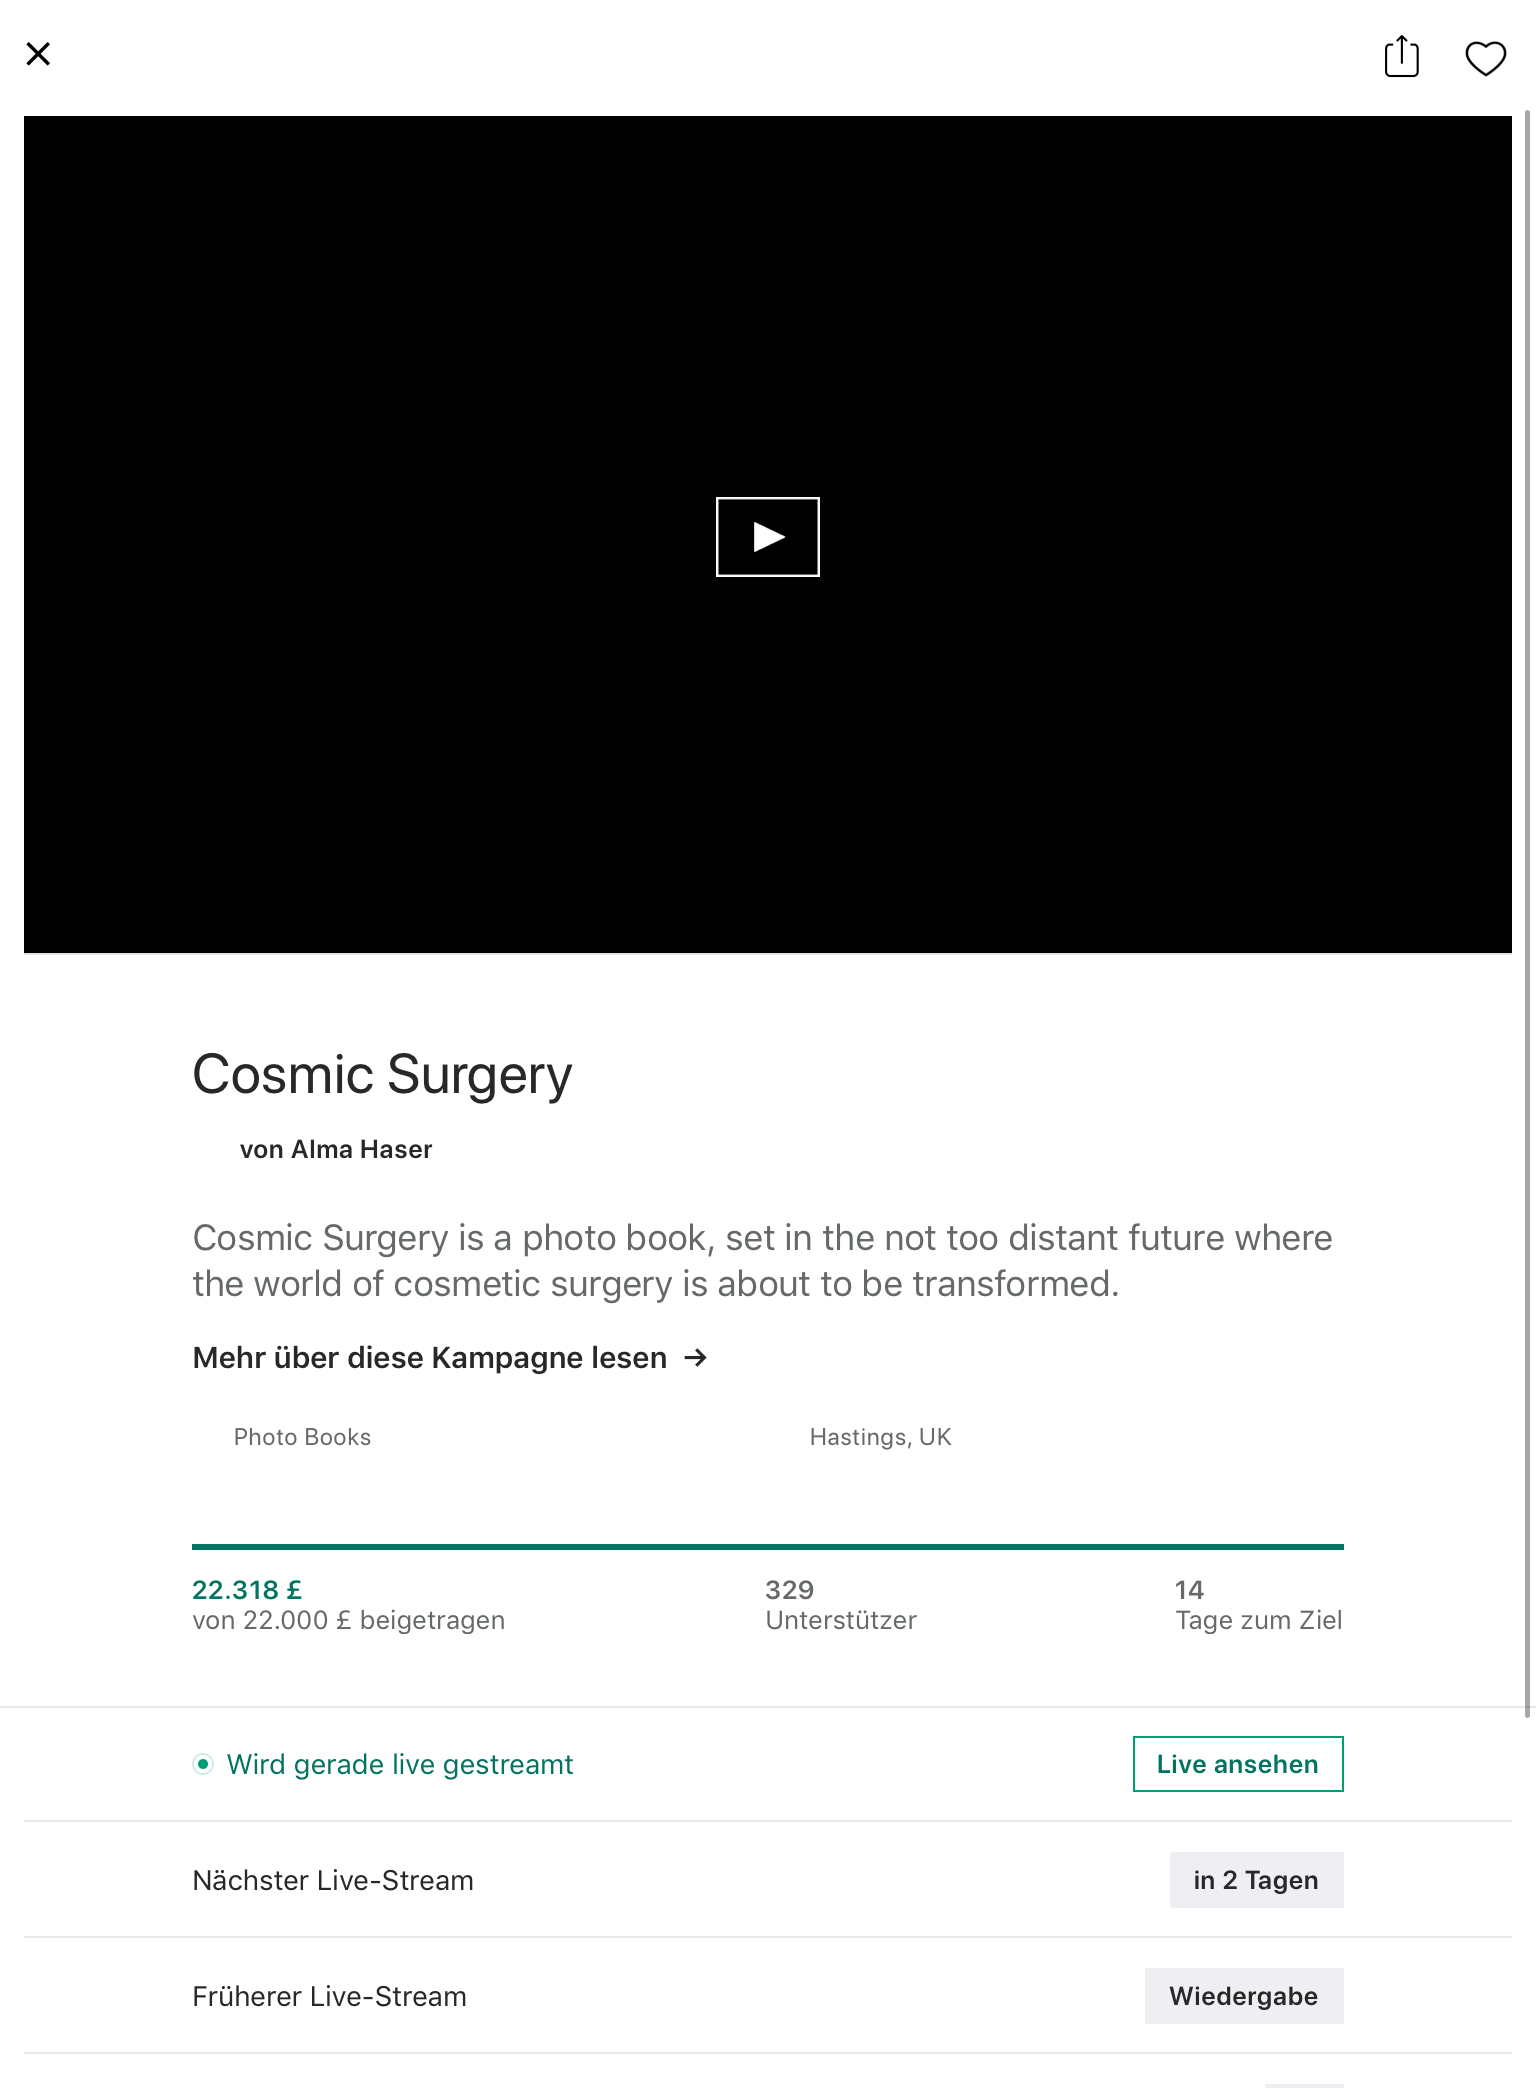 Cosmic Surgery
von Alma Haser
Cosmic Surgery is a photo book, set in the not too distant future where
the world of cosmetic surgery is about to be transformed.
Mehr über diese Kampagne lesen →
Photo Books
Hastings, UK
22.318 £
von 22.000 £ beigetragen
329
Unterstützer
14
Tage zum Ziel
Wird gerade live gestreamt
Live ansehen
Nächster Live-Stream
in 2 Tagen
Früherer Live-Stream
Wiedergabe